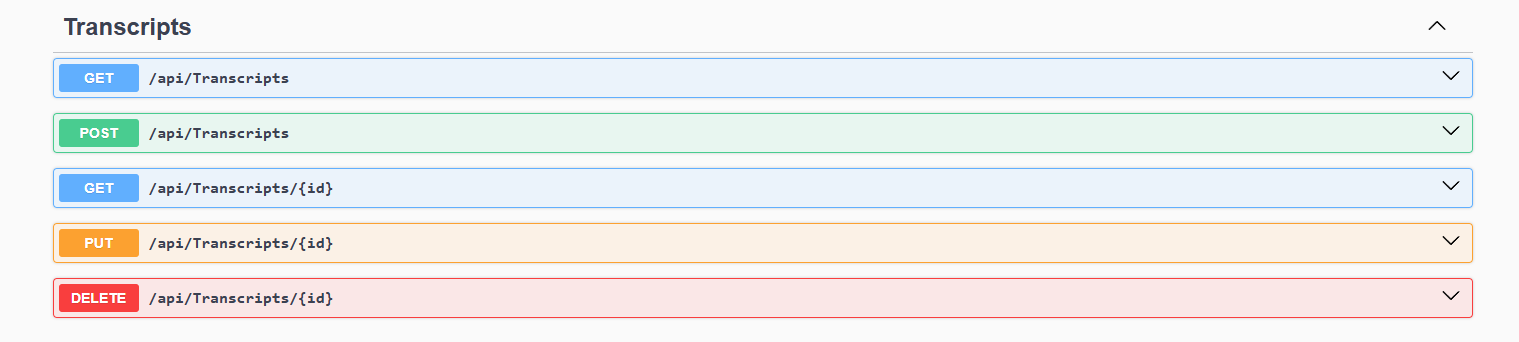 Transcripts
GET /api/Transcripts
POST /api/Transcripts
GET /api/Transcripts/{id}
PUT /api/Transcripts/{id}
DELETE /api/Transcripts/{id}